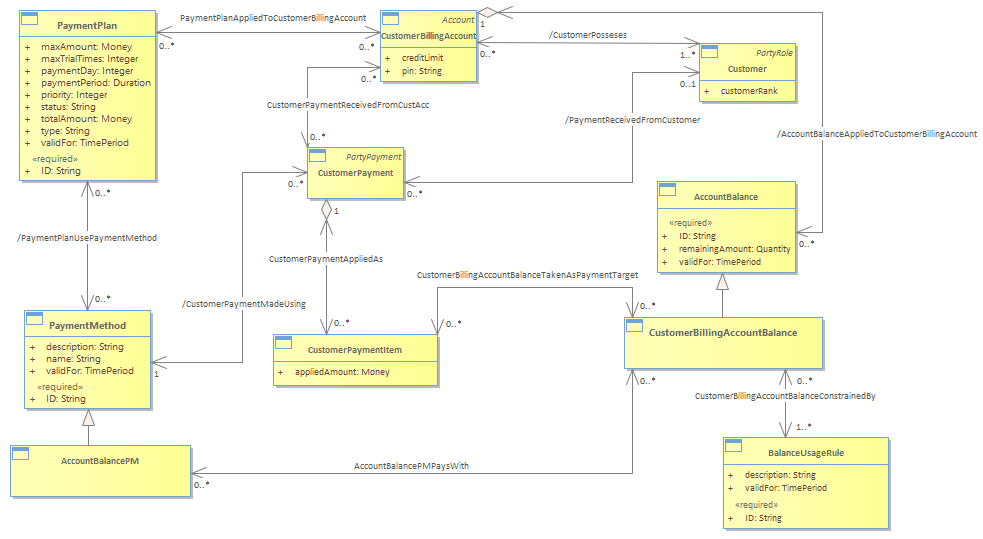 PaymentPlan
+ maxAmount: Money
+ maxTrialTimes: Integer
+ paymentDay: Integer
+ paymentPeriod: Duration
+ priority: Integer
+ status: String
+ totalAmount: Money
+ type: String
+ validFor: TimePeriod
«required»
+ ID: String
PaymentPlanAppliedToCustomerBillingAccount
0..*
0..*
Account
CustomerBillingAccount
+ creditLimit
+ pin: String
1
0..*
/CustomerPosseses
1..*
PartyRole
Customer
+ customerRank
0..1
0..*
CustomerPaymentReceivedFromCustAcc
0..*
/PaymentReceivedFromCustomer
/AccountBalanceAppliedToCustomerBillingAccount
PartyPayment
CustomerPayment
0..*
0..*
1
AccountBalance
«required»
+ ID: String
+ remainingAmount: Quantity
+ validFor: TimePeriod
0..*
0..*
/PaymentPlanUsePaymentMethod
0..*
CustomerPaymentAppliedAs
CustomerBillingAccountBalanceTakenAsPaymentTarget
/CustomerPaymentMadeUsing
0..*
0..*
0..*
PaymentMethod
+ description: String
+ name: String
+ validFor: TimePeriod
«required»
+ ID: String
1
CustomerPaymentItem
+ appliedAmount: Money
CustomerBillingAccountBalance
0..*
0..*
CustomerBillingAccountBalanceConstrainedBy
1..*
AccountBalancePM
AccountBalancePMPaysWith
0..*
BalanceUsageRule
+ description: String
+ validFor: TimePeriod
«required»
+ ID: String